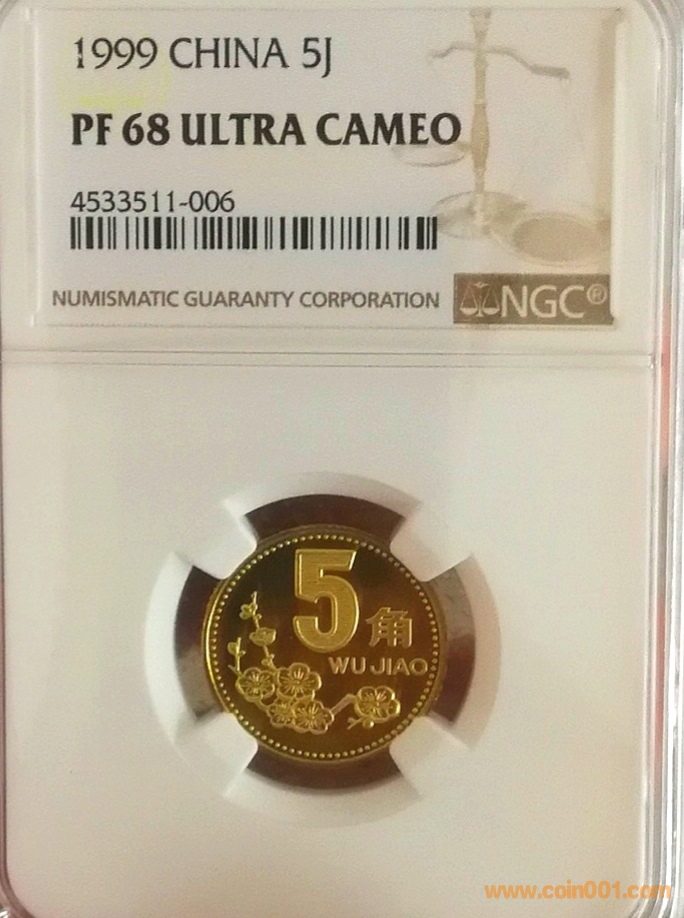 1999 CHINA 5J
PF 68 ULTRA CAMEO
4533511-006
NUMISMATIC GUARANTY CORPORATION
NGC®
5角
WU JIAO
www.coin001.com